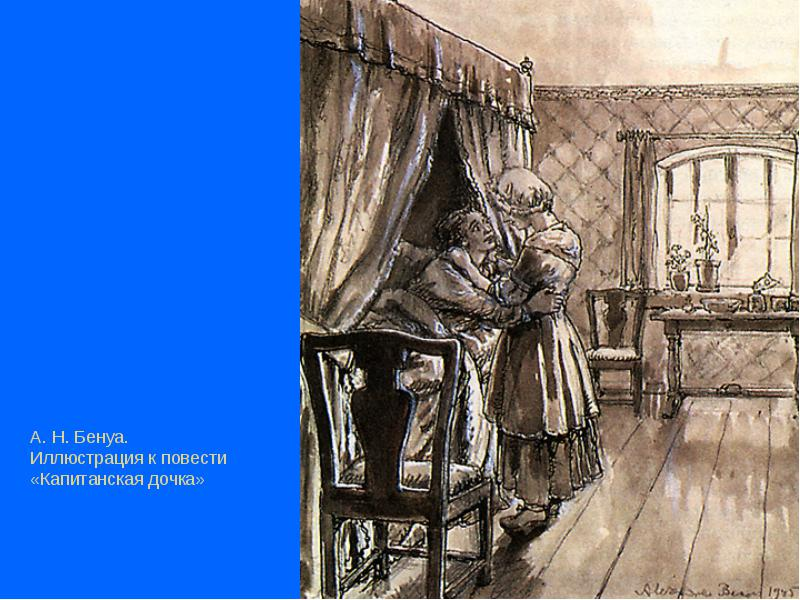 А. Н. Бенуа.
Иллюстрация к повести
«Капитанская дочка»